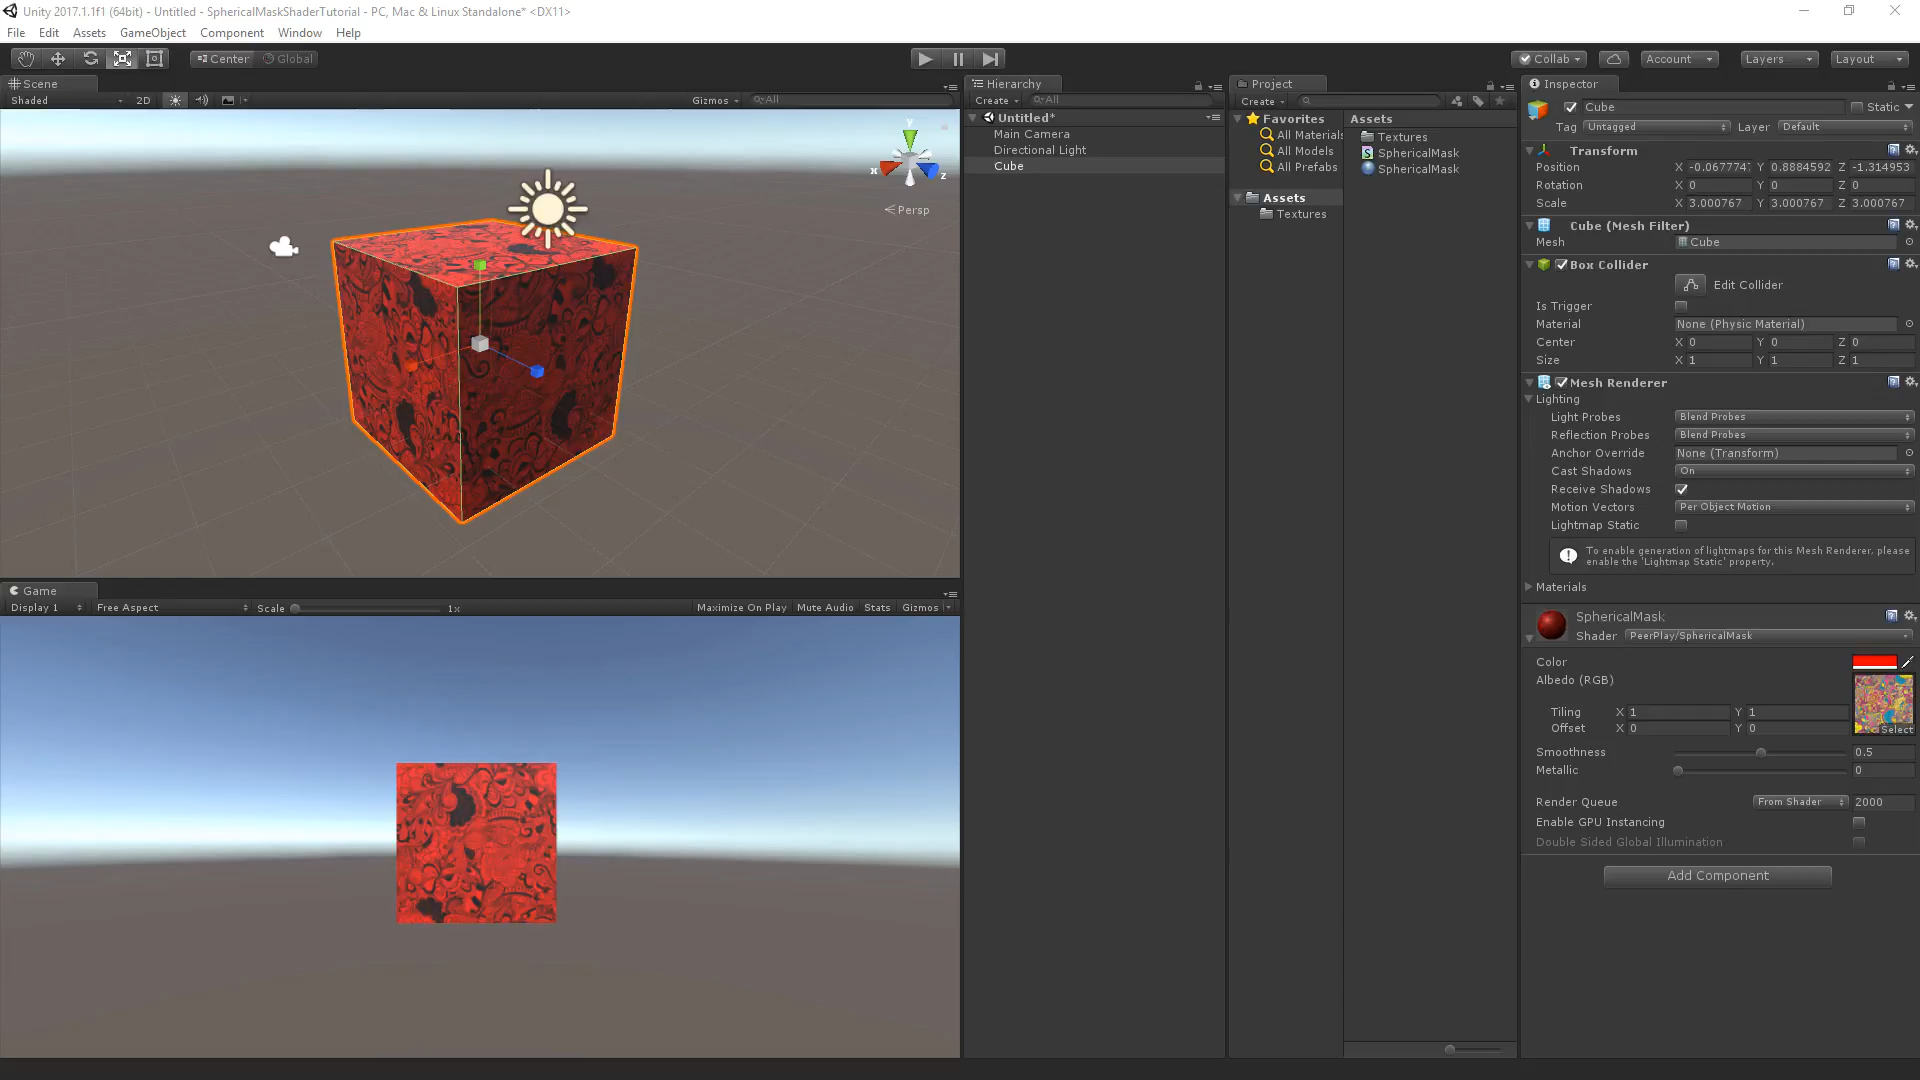 Unity 2017.1.1f1 (64bit) - Untitled - SphericalMaskShaderTutorial - PC, Mac & Linux Standalone* <DX11>
File Edit Assets GameObject Component Window Help
Center Global
Collab Account Layers Layout
Scene
Shaded 2D Gizmos All
y x z
Persp
Game
Display 1 Free Aspect Scale 1x Maximize On Play Mute Audio Stats Gizmos
Hierarchy
Create All
Untitled*
Main Camera
Directional Light
Cube
Project
Create
Favorites
All Materials
All Models
All Prefabs
Assets
Textures
Assets
Textures
SphericalMask
SphericalMask
Inspector
Cube Static
Tag Untagged Layer Default
Transform
Position X -0.067774 Y 0.8884592 Z -1.314953
Rotation X 0 Y 0 Z 0
Scale X 3.000767 Y 3.000767 Z 3.000767
Cube (Mesh Filter)
Mesh Cube
Box Collider
Edit Collider
Is Trigger
Material None (Physic Material)
Center X 0 Y 0 Z 0
Size X 1 Y 1 Z 1
Mesh Renderer
Lighting
Light Probes Blend Probes
Reflection Probes Blend Probes
Anchor Override None (Transform)
Cast Shadows On
Receive Shadows
Motion Vectors Per Object Motion
Lightmap Static
To enable generation of lightmaps for this Mesh Renderer, please
enable the 'Lightmap Static' property.
Materials
SphericalMask
Shader PeerPlay/SphericalMask
Color
Albedo (RGB)
Tiling X 1 Y 1
Offset X 0 Y 0
Select
Smoothness 0.5
Metallic 0
Render Queue From Shader 2000
Enable GPU Instancing
Double Sided Global Illumination
Add Component